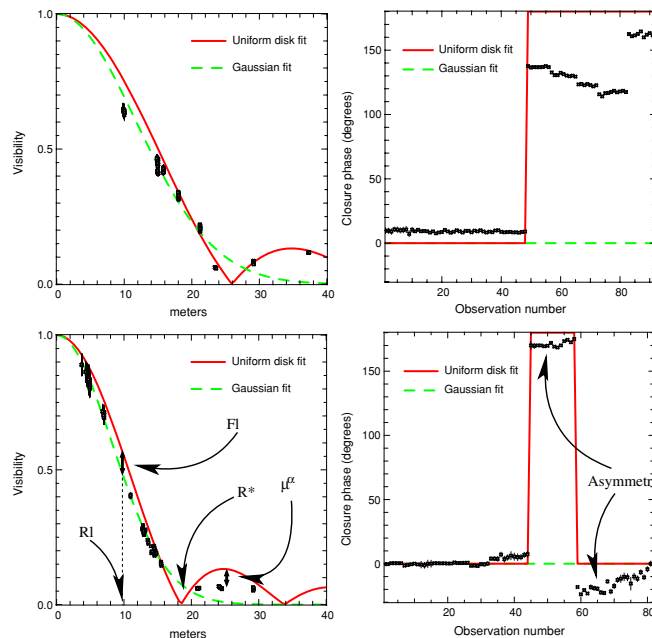 1.0
0.5
0.0
0
10
20
30
40
Visibility
meters
Uniform disk fit
Gaussian fit
150
100
50
0
20
40
60
80
Closure phase (degrees)
Observation number
Uniform disk fit
Gaussian fit
1.0
0.5
0.0
0
10
20
30
40
Visibility
meters
Uniform disk fit
Gaussian fit
Fl
R*
μα
Rl
150
100
50
0
20
40
60
80
Closure phase (degrees)
Observation number
Uniform disk fit
Gaussian fit
Asymmetr